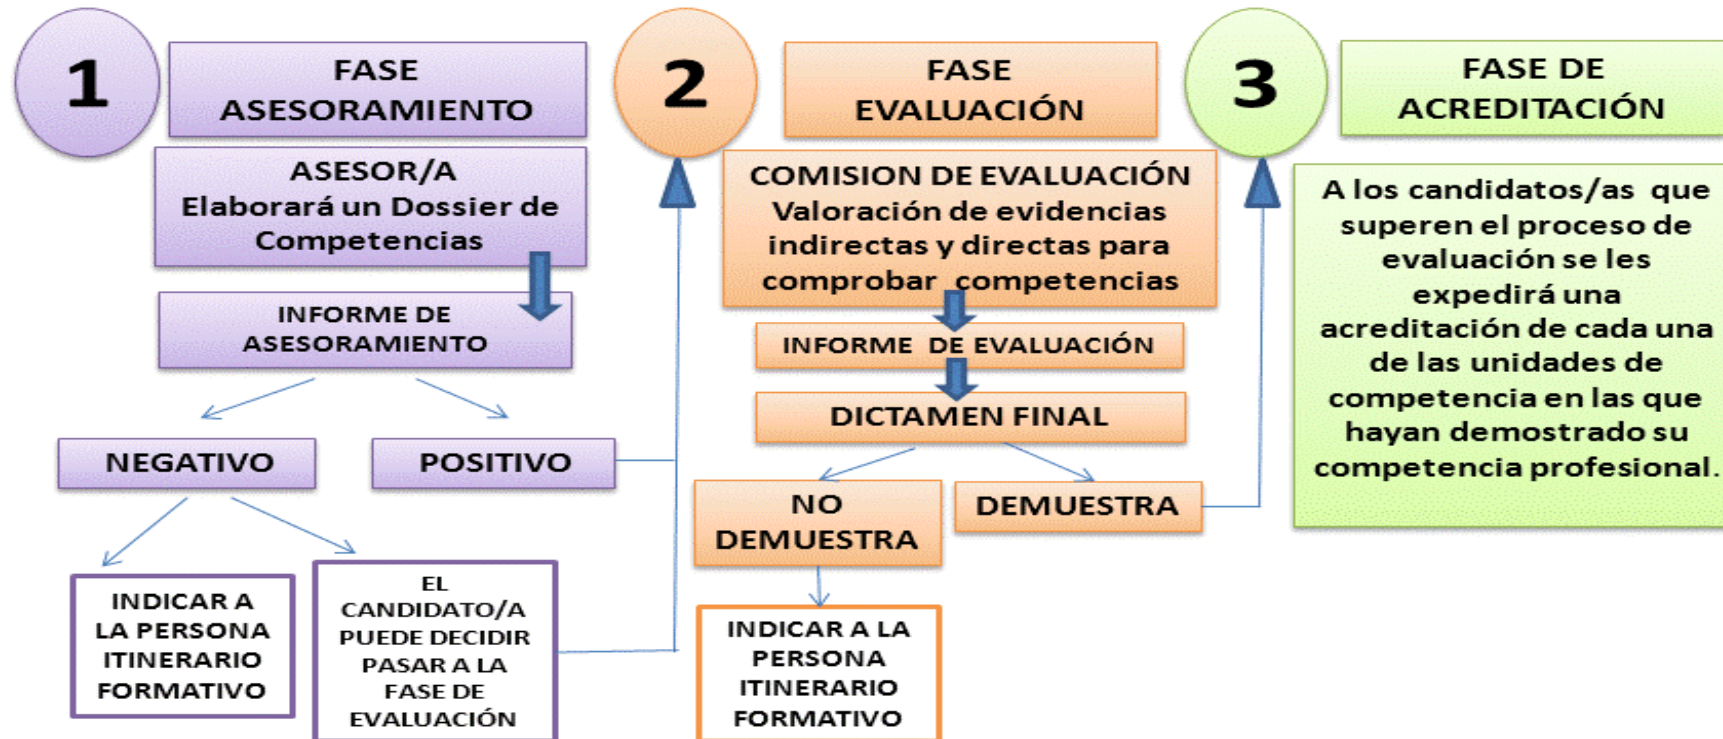 1
FASE
ASESORAMIENTO
ASESOR/A
Elaborará un Dossier de
Competencias
INFORME DE
ASESORAMIENTO
NEGATIVO
POSITIVO
INDICAR A
LA PERSONA
ITINERARIO
FORMATIVO
EL
CANDIDATO/A
PUEDE DECIDIR
PASAR A LA
FASE DE
EVALUACIÓN
2
FASE
EVALUACIÓN
COMISION DE EVALUACIÓN
Valoración de evidencias
indirectas y directas para
comprobar competencias
INFORME DE EVALUACIÓN
DICTAMEN FINAL
NO
DEMUESTRA
DEMUESTRA
INDICAR A LA
PERSONA
ITINERARIO
FORMATIVO
3
FASE DE
ACREDITACIÓN
A los candidatos/as que
superen el proceso de
evaluación se les
expedirá una
acreditación de cada una
de las unidades de
competencia en las que
hayan demostrado su
competencia profesional.